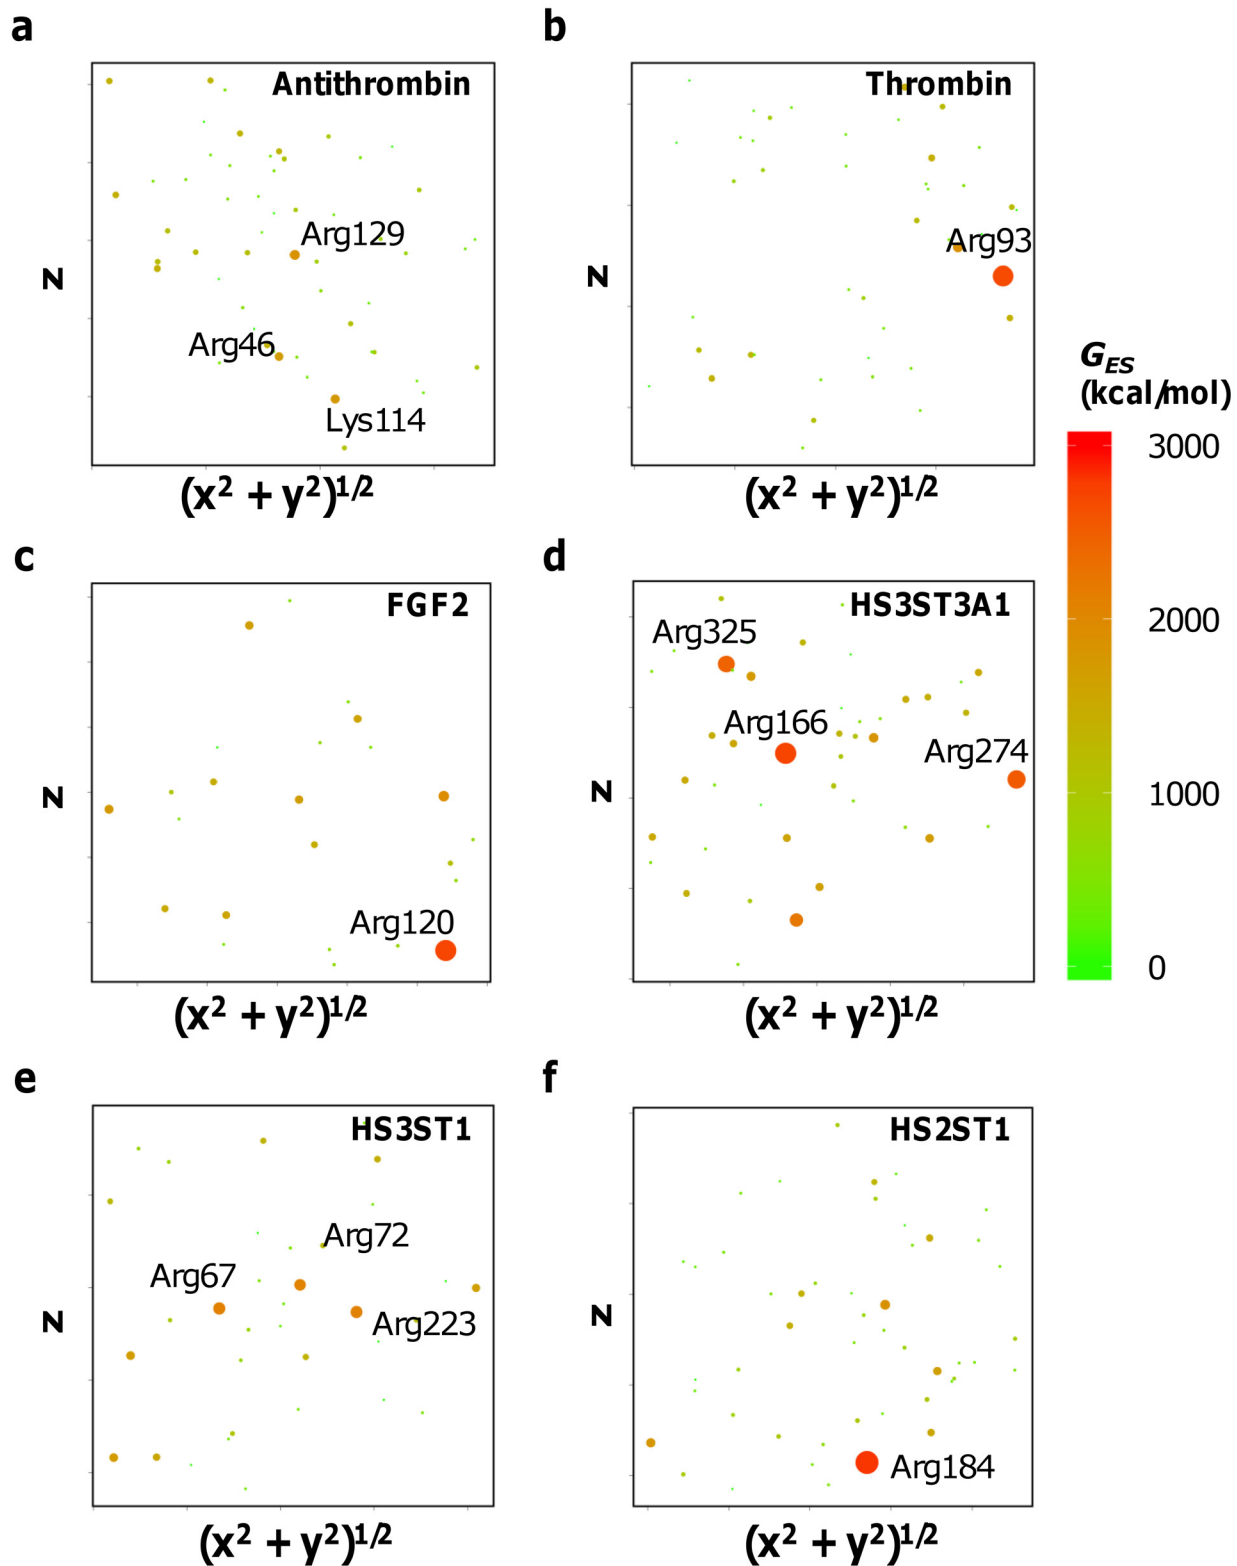 a
Antithrombin
Arg129
Arg46
Lys114
N
(x² + y²)¹/²
b
Thrombin
Arg93
N
(x² + y²)¹/²
G_ES
(kcal/mol)
3000
2000
1000
0
c
FGF2
Arg120
N
(x² + y²)¹/²
d
HS3ST3A1
Arg325
Arg166
Arg274
N
(x² + y²)¹/²
e
HS3ST1
Arg72
Arg67
Arg223
N
(x² + y²)¹/²
f
HS2ST1
Arg184
N
(x² + y²)¹/²